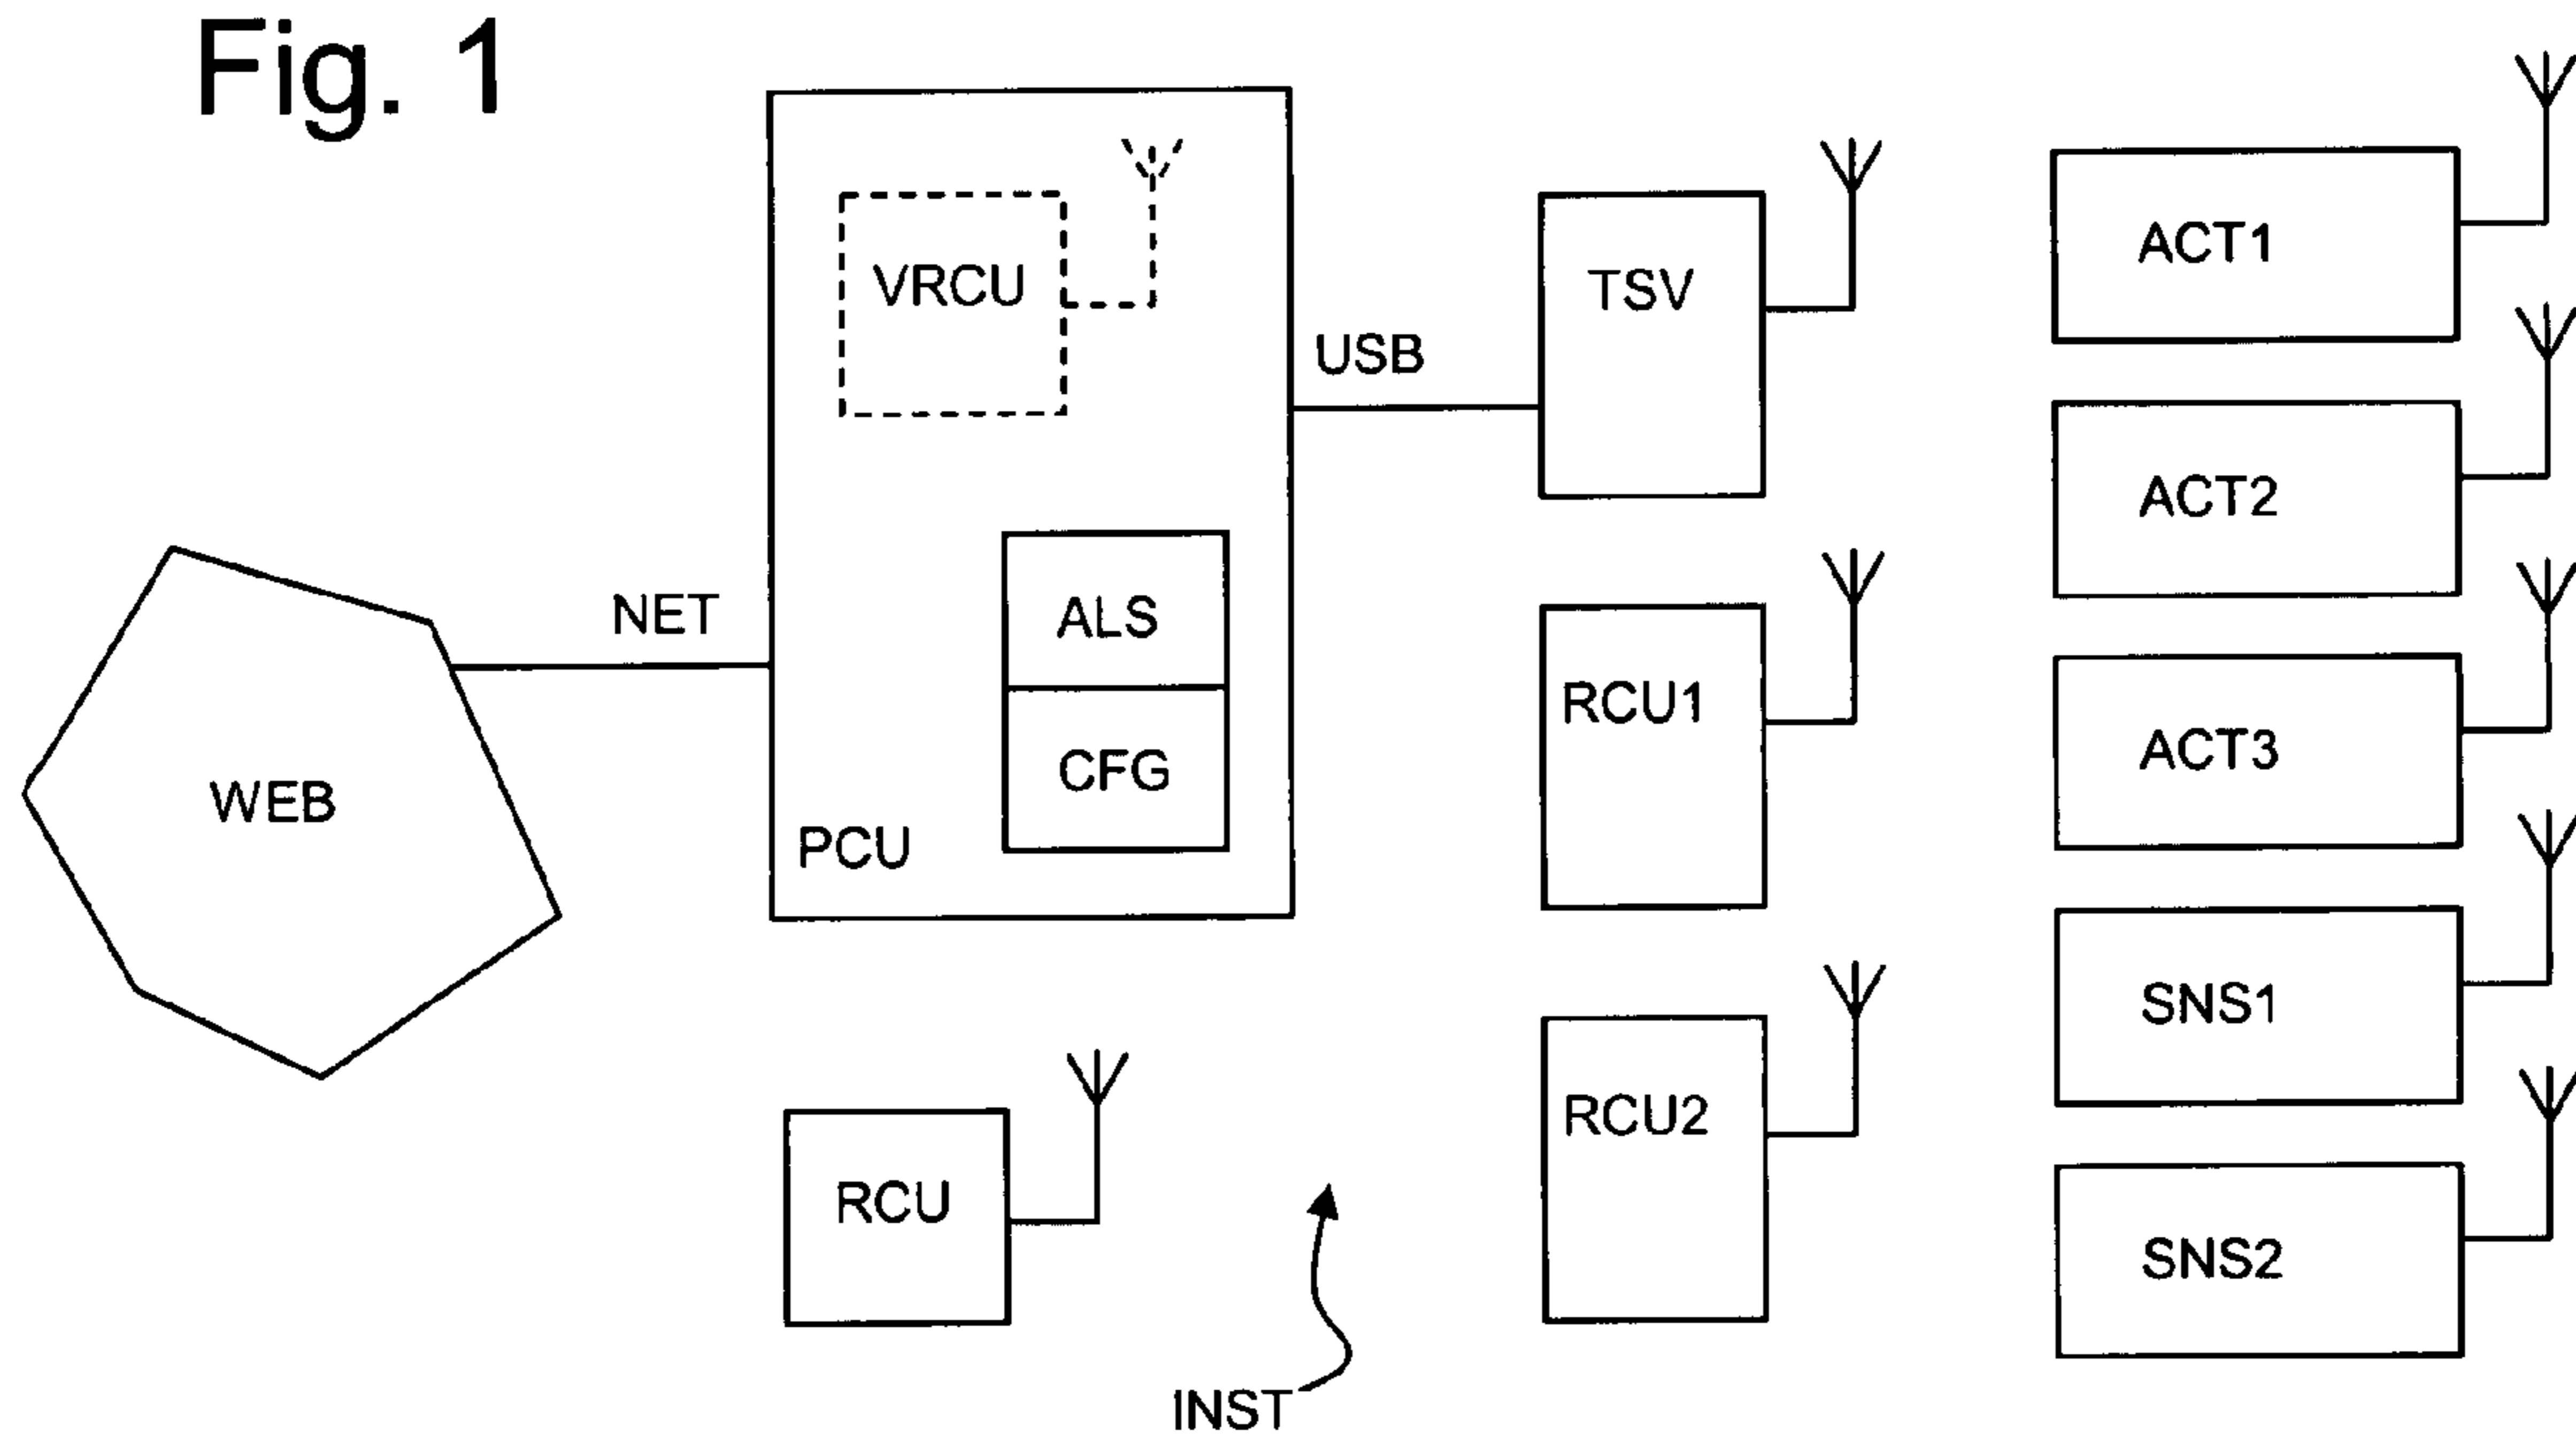 Fig. 1
VRCU
USB
TSV
ACT1
ACT2
NET
ALS
CFG
PCU
WEB
RCU1
ACT3
SNS1
RCU
RCU2
SNS2
INST